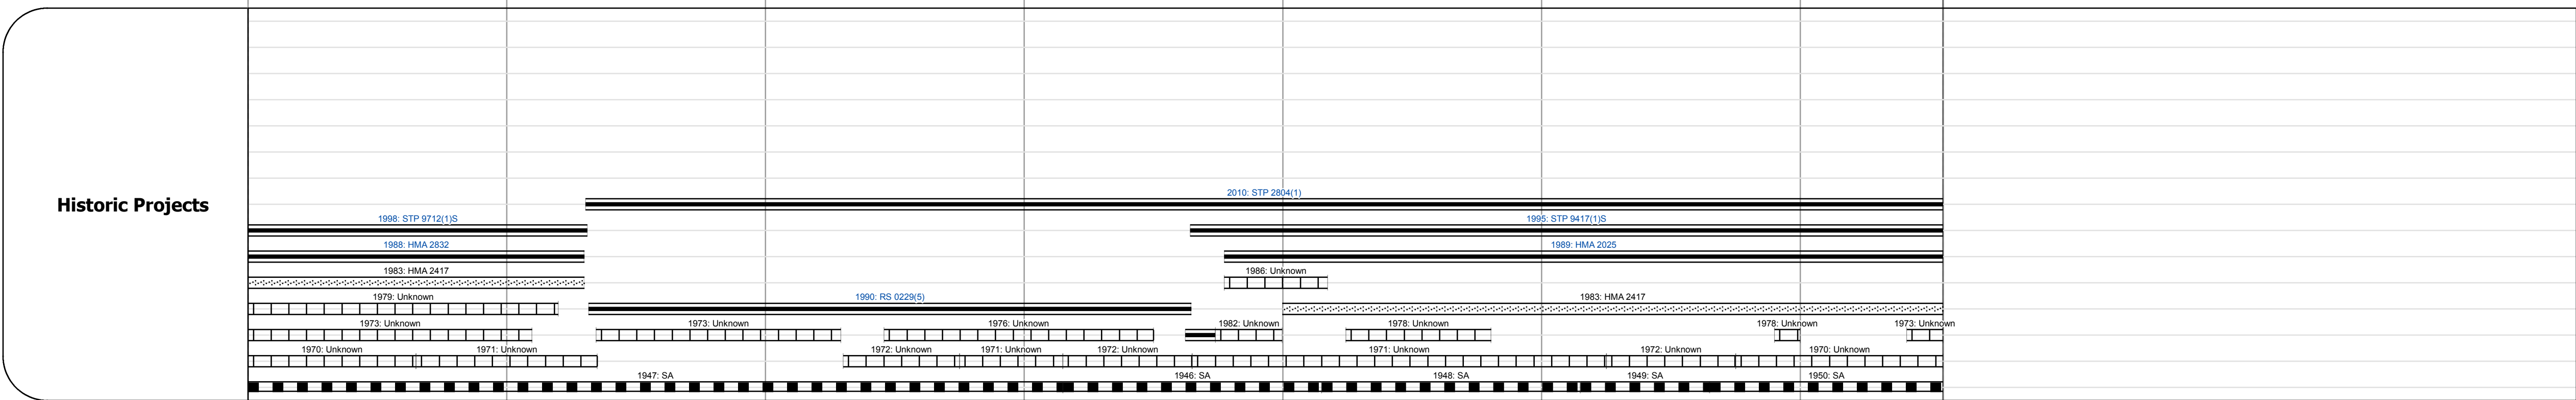 Historic Projects
2010: STP 2804(1)
1998: STP 9712(1)S
1995: STP 9417(1)S
1988: HMA 2832
1989: HMA 2025
1983: HMA 2417
1986: Unknown
1979: Unknown
1990: RS 0229(5)
1983: HMA 2417
1973: Unknown
1973: Unknown
1976: Unknown
1982: Unknown
1978: Unknown
1978: Unknown
1973: Unknown
1970: Unknown
1971: Unknown
1972: Unknown
1971: Unknown
1972: Unknown
1971: Unknown
1972: Unknown
1970: Unknown
1947: SA
1946: SA
1948: SA
1949: SA
1950: SA